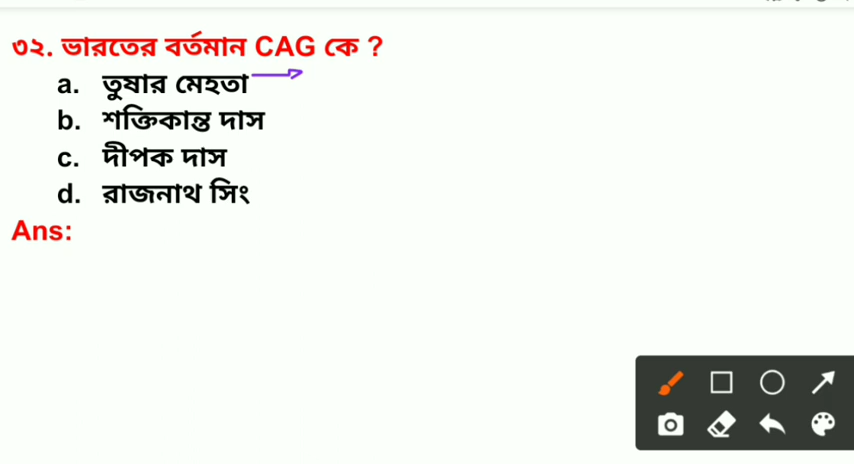 ৩২. ভারতের বর্তমান CAG কে ?
a. তুষার মেহতা
b. শক্তিকান্ত দাস
c. দীপক দাস
d. রাজনাথ সিং
Ans: